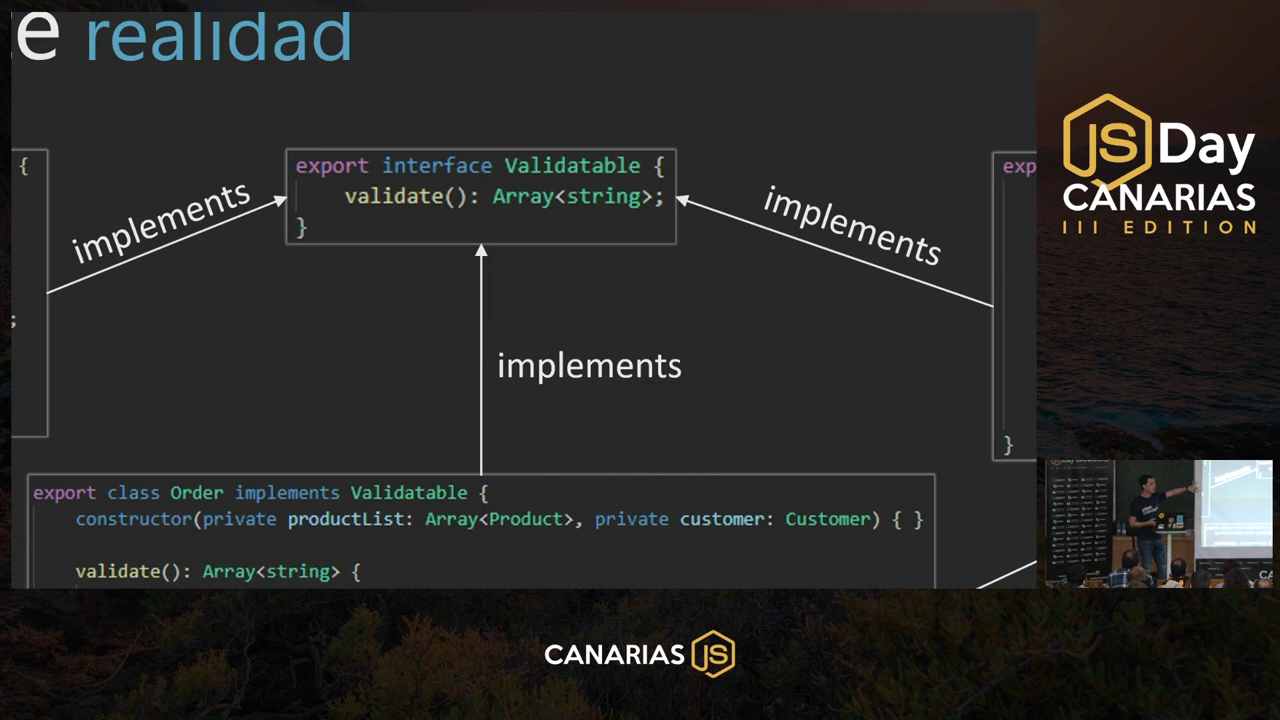 e realidad
{
export interface Validatable {
validate(): Array<string>;
}
exp
implements
implements
;
implements
}
export class Order implements Validatable {
constructor(private productList: Array<Product>, private customer: Customer) { }
validate(): Array<string> {
JS Day
CANARIAS
III EDITION
CANARIAS JS